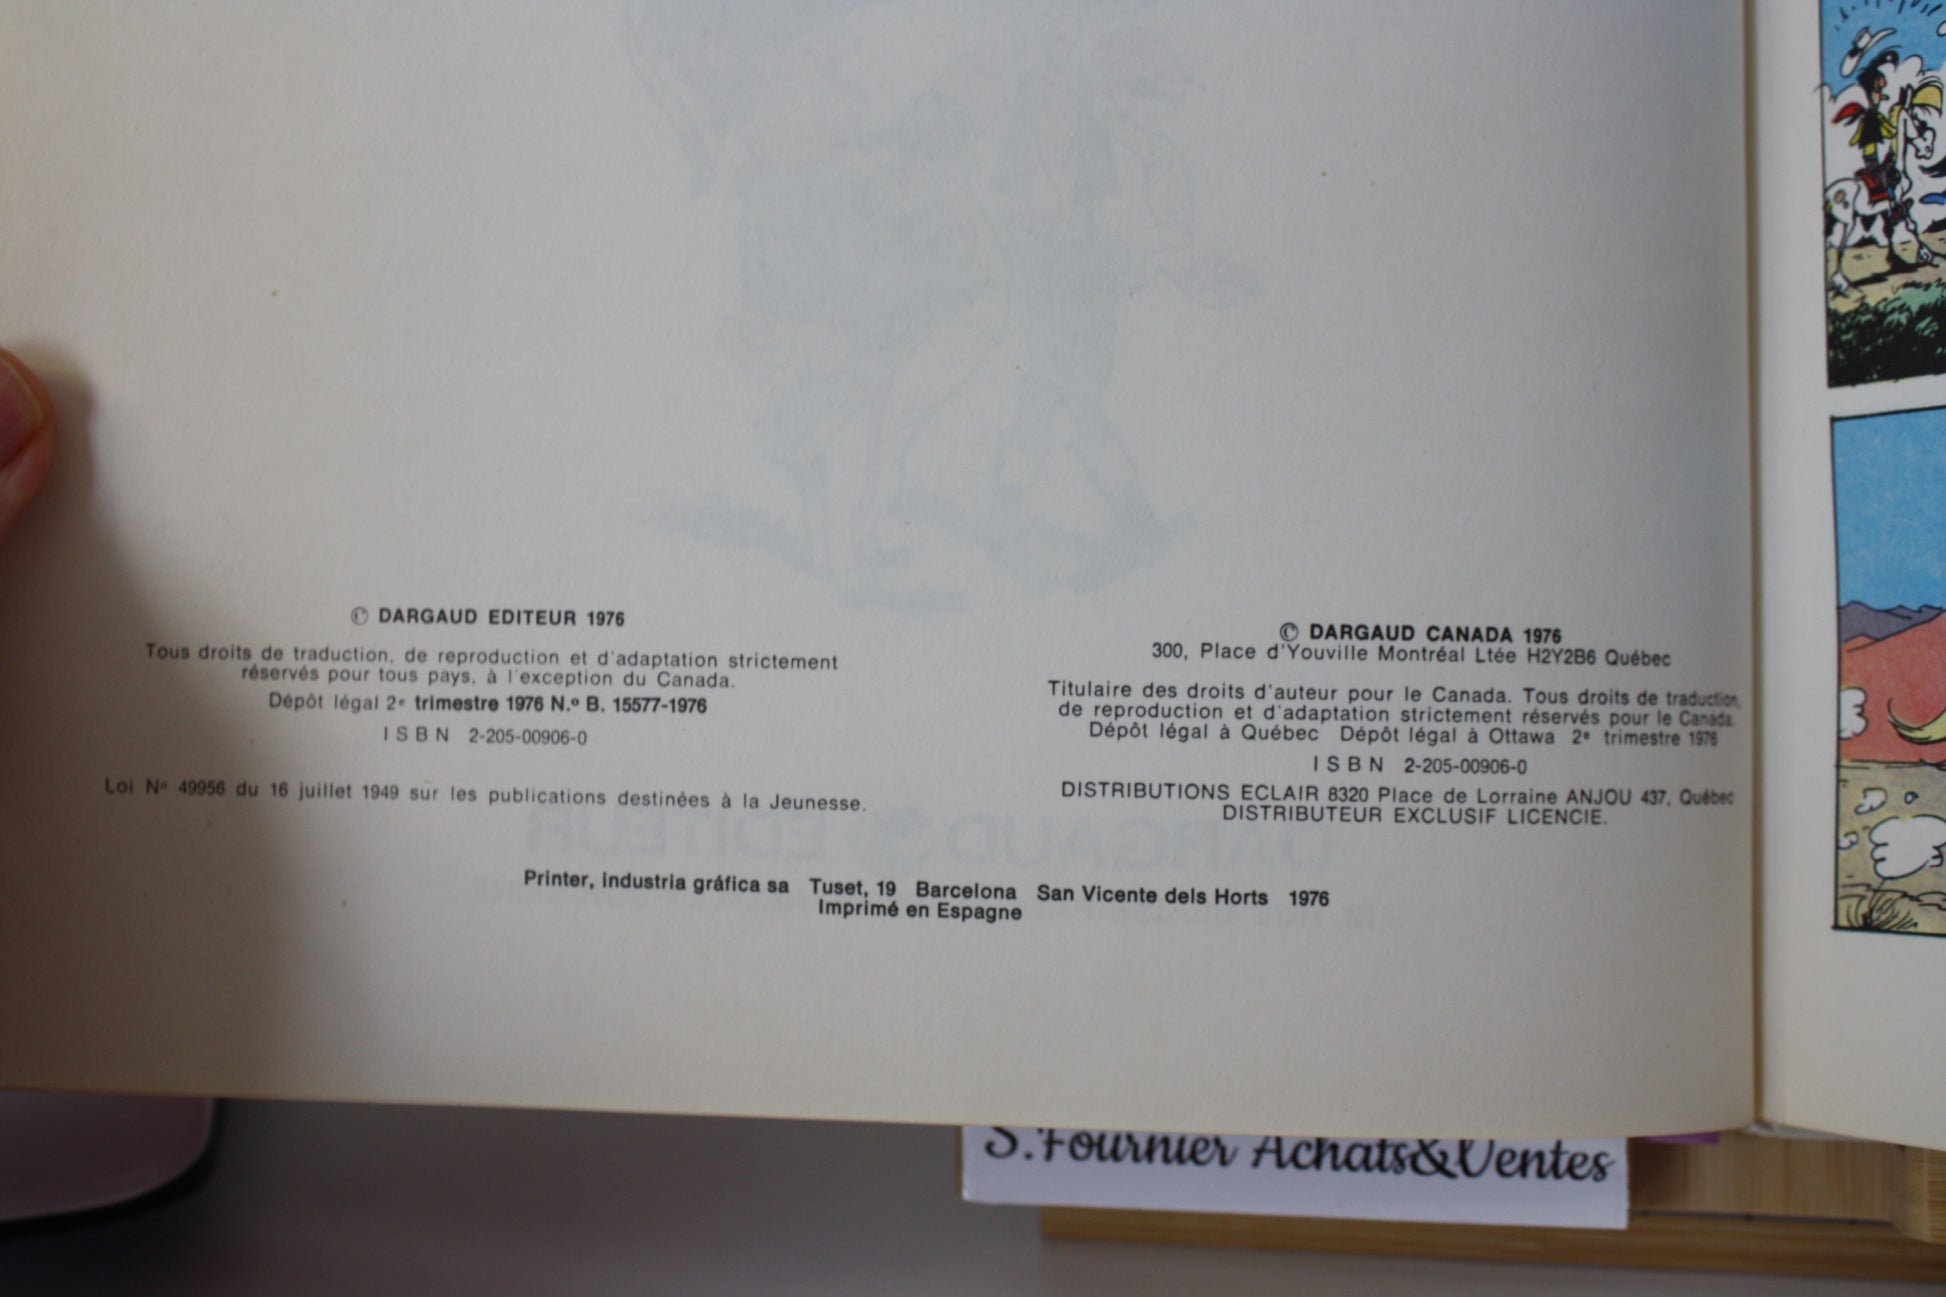 © DARGAUD EDITEUR 1976
Tous droits de traduction, de reproduction et d'adaptation strictement
réservés pour tous pays, à l'exception du Canada.
Dépôt légal 2e trimestre 1976 N.º B. 15577-1976
ISBN 2-205-00906-0
Loi Nº 49956 du 16 juillet 1949 sur les publications destinées à la Jeunesse.
© DARGAUD CANADA 1976
300, Place d'Youville Montréal Ltée H2Y2B6 Québec
Titulaire des droits d'auteur pour le Canada. Tous droits de traduction,
de reproduction et d'adaptation strictement réservés pour le Canada.
Dépôt légal à Québec Dépôt légal à Ottawa 2e trimestre 1976
ISBN 2-205-00906-0
DISTRIBUTIONS ECLAIR 8320 Place de Lorraine ANJOU 437, Québec
DISTRIBUTEUR EXCLUSIF LICENCIE.
Printer, industria gráfica sa Tuset, 19 Barcelona San Vicente dels Horts 1976
Imprimé en Espagne
DARGAUD EDITEUR
S.Fournier Achats&Ventes